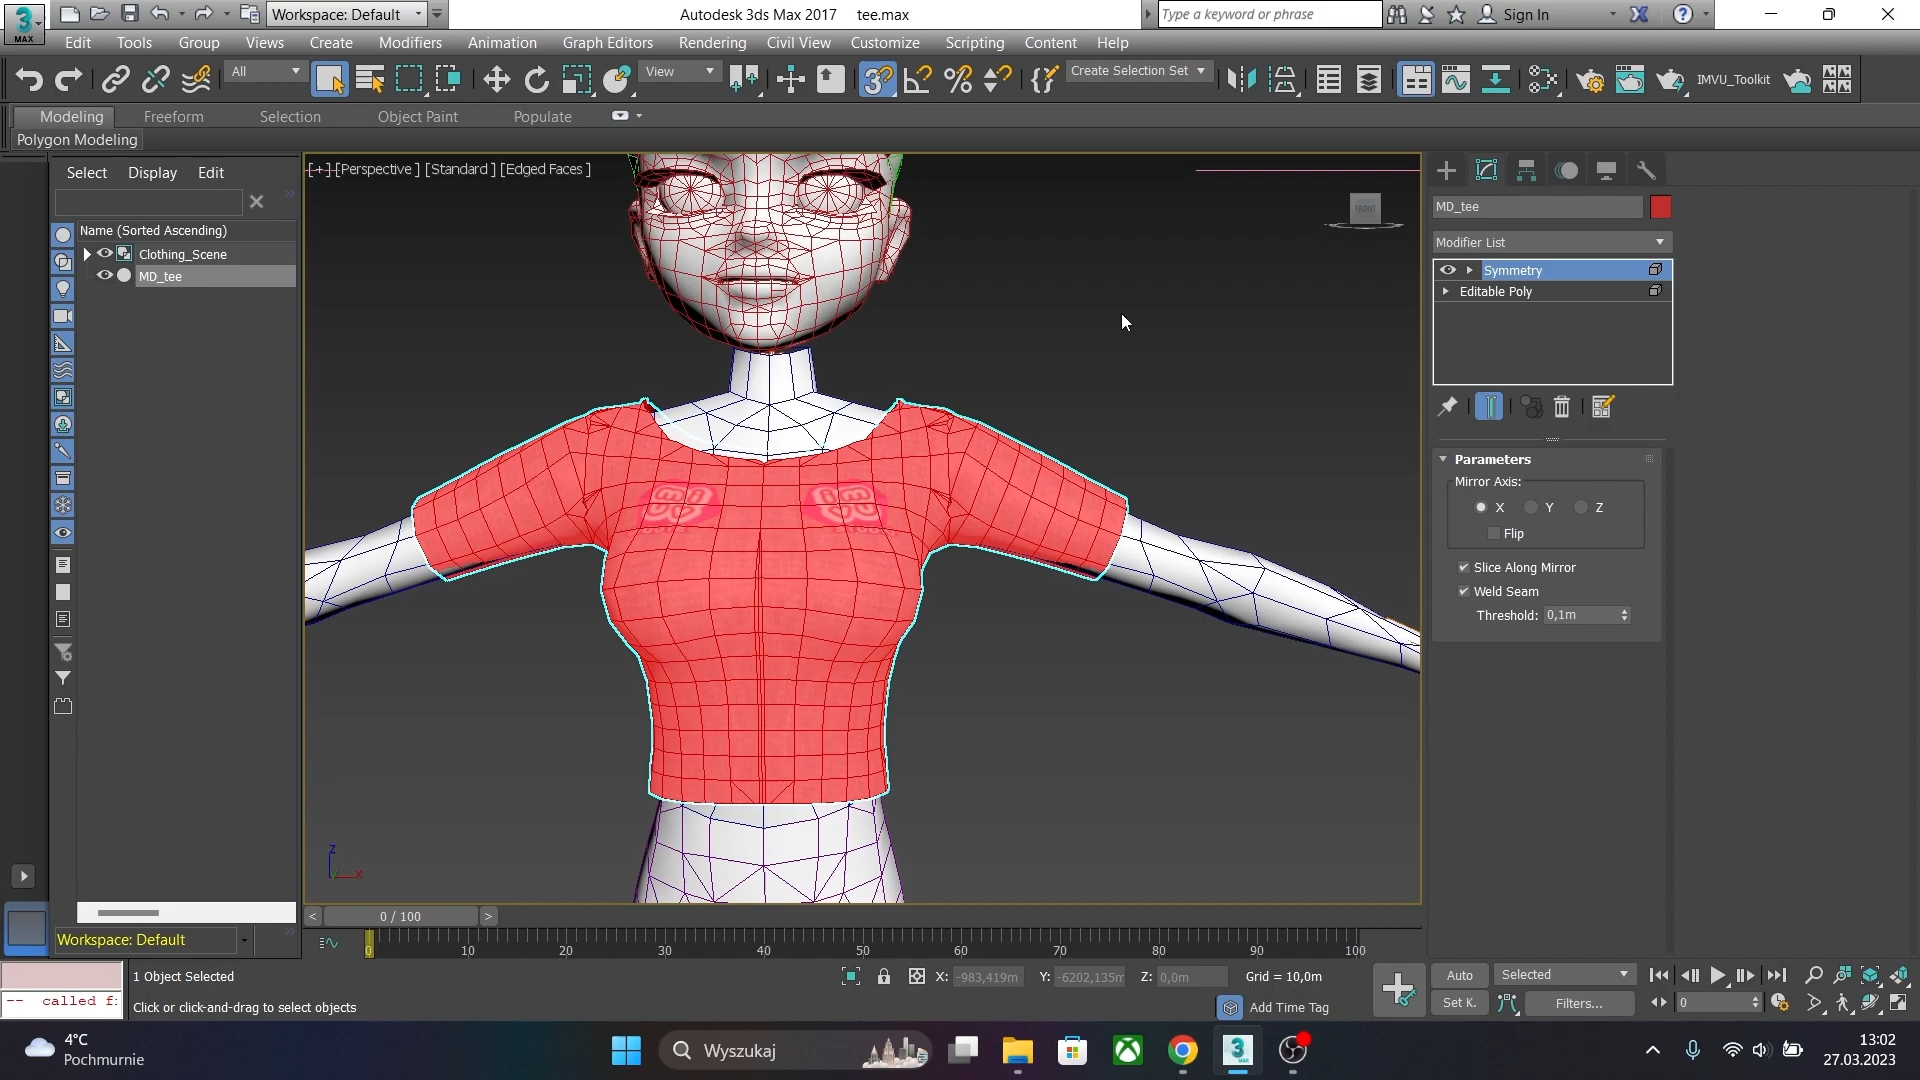 Workspace: Default
Autodesk 3ds Max 2017 tee.max
Type a keyword or phrase
Sign In
MAX
Edit Tools Group Views Create Modifiers Animation Graph Editors Rendering Civil View Customize Scripting Content Help
All
View
Create Selection Set
IMVU_Toolkit
Modeling Freeform Selection Object Paint Populate
Polygon Modeling
Select Display Edit
Name (Sorted Ascending)
Clothing_Scene
MD_tee
[+] [Perspective ] [Standard ] [Edged Faces ]
FRONT
MD_tee
Modifier List
Symmetry
Editable Poly
Parameters
Mirror Axis:
X Y Z
Flip
Slice Along Mirror
Weld Seam
Threshold: 0,1m
z
x
0 / 100
Workspace: Default
0 10 20 30 40 50 60 70 80 90 100
1 Object Selected
X: -983,419m Y: -6202,135m Z: 0,0m Grid = 10,0m
Auto Selected
-- called f:
Click or click-and-drag to select objects
Add Time Tag
Set K. Filters...
0
4°C
Pochmurnie
Wyszukaj
13:02
27.03.2023